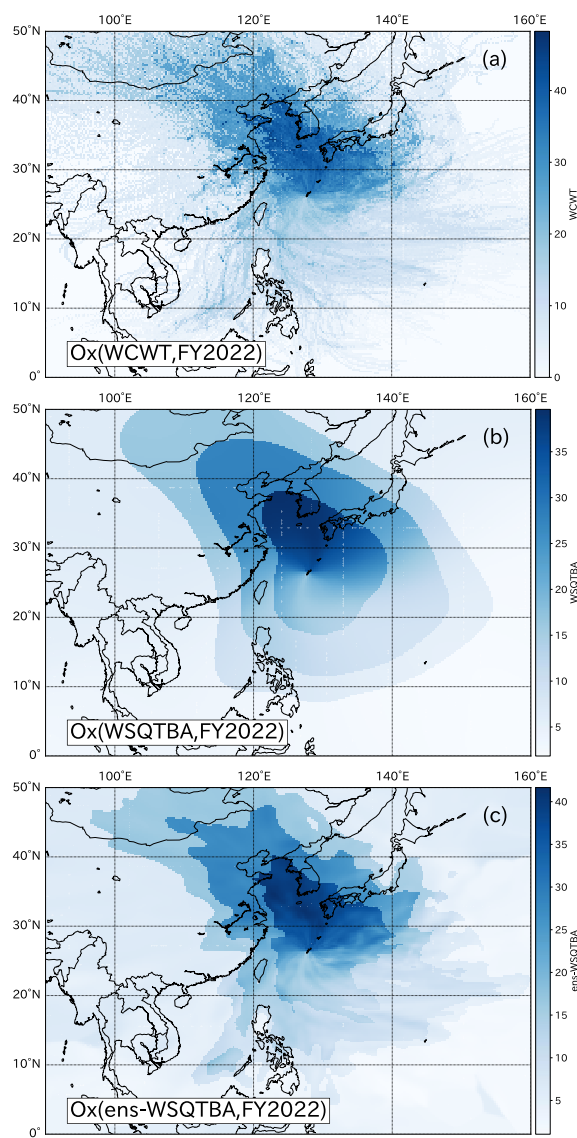 100°E 120°E 140°E 160°E
50°N
(a)
40°N
40
30°N
30
WCWT
20°N
20
10°N
10
Ox(WCWT,FY2022)
0°
0
100°E 120°E 140°E 160°E
50°N
(b)
40°N
35
30°N
30
25
WSQTBA
20°N
20
15
10°N
10
Ox(WSQTBA,FY2022)
5
0°
100°E 120°E 140°E 160°E
50°N
(c)
40
40°N
35
30°N
30
25
ens-WSQTBA
20°N
20
15
10°N
10
Ox(ens-WSQTBA,FY2022)
5
0°